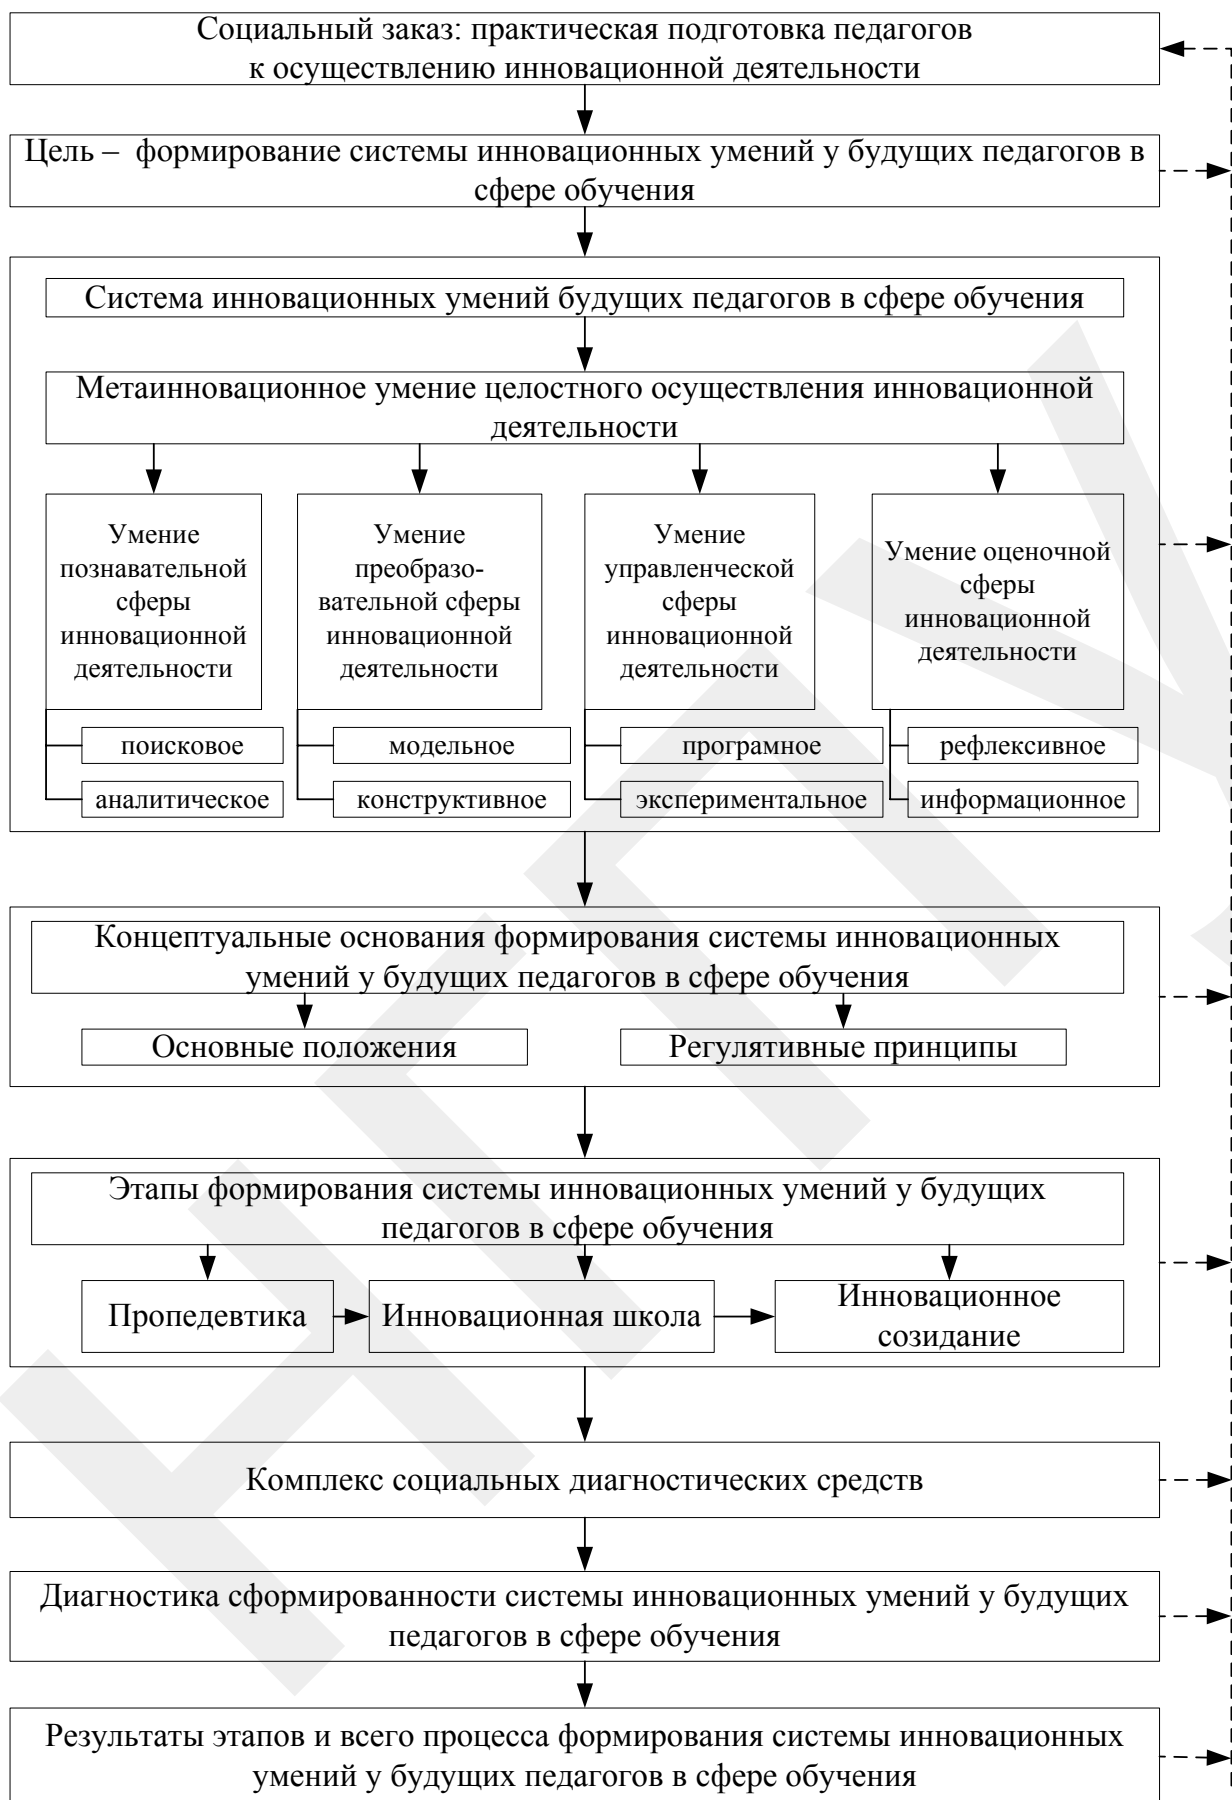 Социальный заказ: практическая подготовка педагогов
к осуществлению инновационной деятельности
Цель – формирование системы инновационных умений у будущих педагогов в
сфере обучения
Система инновационных умений будущих педагогов в сфере обучения
Метаинновационное умение целостного осуществления инновационной
деятельности
Умение
познавательной
сферы
инновационной
деятельности
поисковое
аналитическое
Умение
преобразо-
вательной сферы
инновационной
деятельности
модельное
конструктивное
Умение
управленческой
сферы
инновационной
деятельности
програмное
экспериментальное
Умение оценочной
сферы
инновационной
деятельности
рефлексивное
информационное
Концептуальные основания формирования системы инновационных
умений у будущих педагогов в сфере обучения
Основные положения
Регулятивные принципы
Этапы формирования системы инновационных умений у будущих
педагогов в сфере обучения
Пропедевтика
Инновационная школа
Инновационное
созидание
Комплекс социальных диагностических средств
Диагностика сформированности системы инновационных умений у будущих
педагогов в сфере обучения
Результаты этапов и всего процесса формирования системы инновационных
умений у будущих педагогов в сфере обучения
НПУ